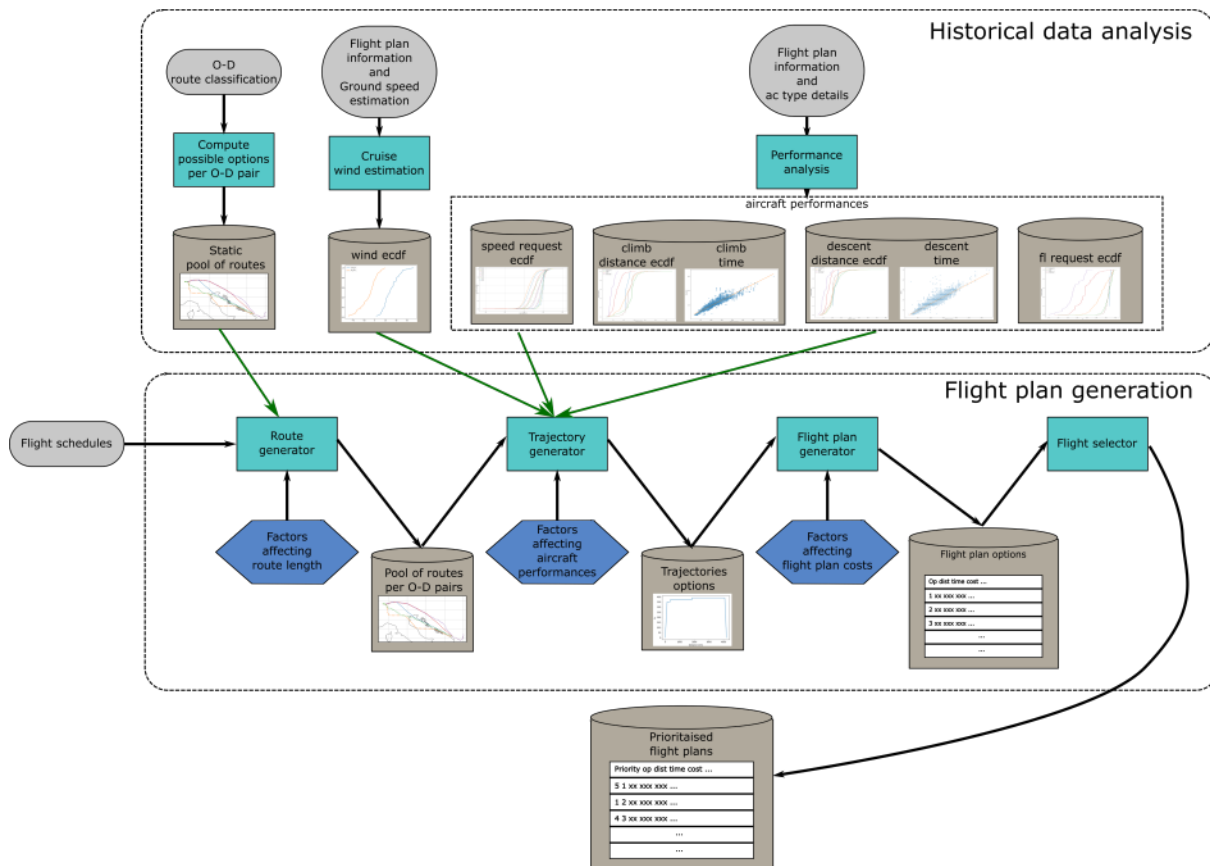 Historical data analysis
O-D
route classification
Flight plan
information
and
Ground speed
estimation
Flight plan
information
and
ac type details
Compute
possible options
per O-D pair
Cruise
wind estimation
Performance
analysis
aircraft performances
Static
pool of routes
wind ecdf
speed request
ecdf
climb
distance ecdf
climb
time
descent
distance ecdf
descent
time
fl request ecdf
Flight plan generation
Flight schedules
Route
generator
Trajectory
generator
Flight plan
generator
Flight selector
Factors
affecting
route length
Factors
affecting
aircraft
performances
Factors
affecting
flight plan costs
Pool of routes
per O-D pairs
Trajectories
options
Flight plan options
Op dist time cost ...
1 xx xxx xxx ...
2 xx xxx xxx ...
3 xx xxx xxx ...
...
...
Prioritaised
flight plans
Priority op dist time cost ...
5 1 xx xxx xxx ...
1 2 xx xxx xxx ...
4 3 xx xxx xxx ...
...
...